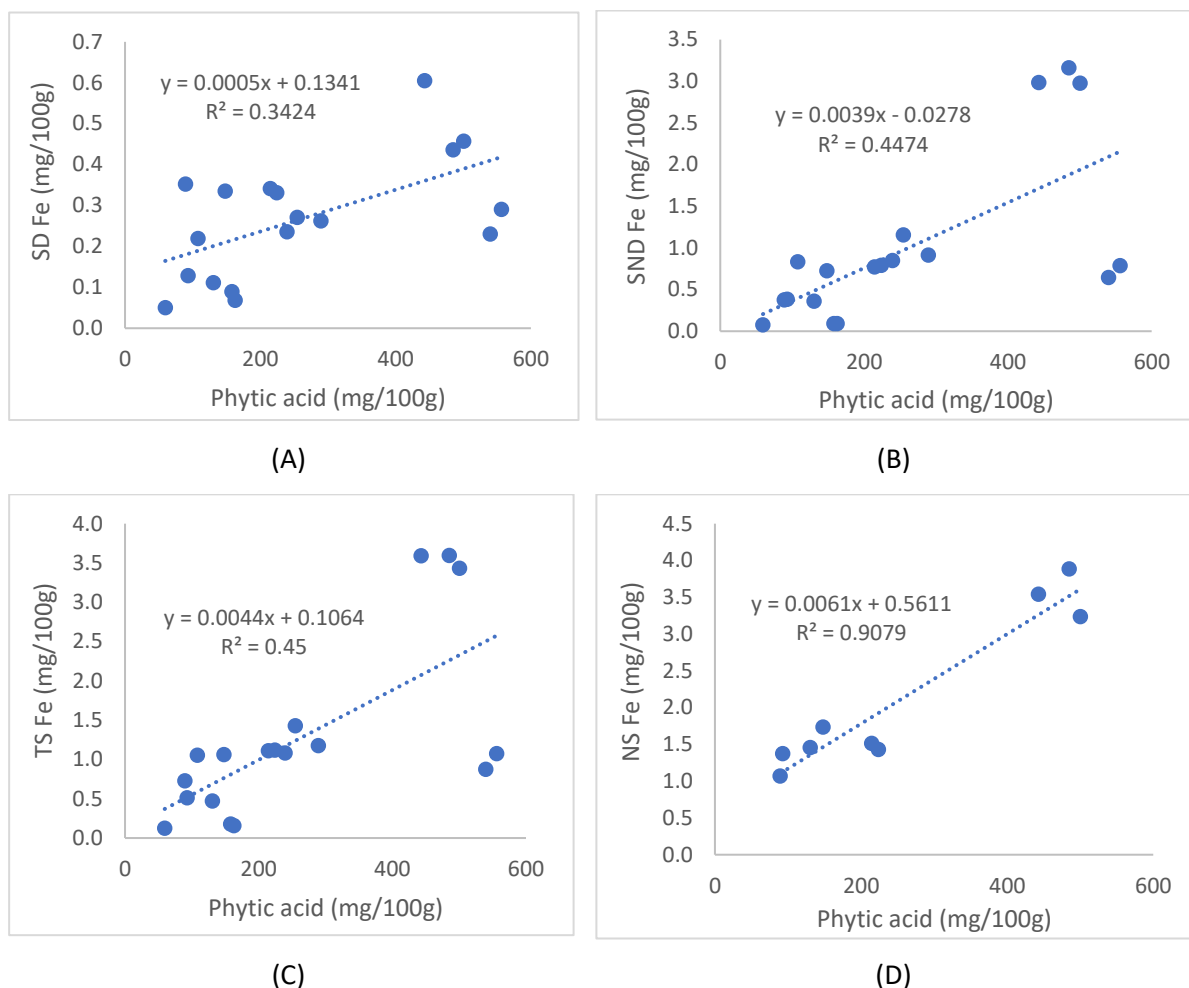 0.7
0.6
0.5
0.4
0.3
0.2
0.1
0.0
SD Fe (mg/100g)
y = 0.0005x + 0.1341
R² = 0.3424
0 200 400 600
Phytic acid (mg/100g)
(A)
3.5
3.0
2.5
2.0
1.5
1.0
0.5
0.0
SND Fe (mg/100g)
y = 0.0039x - 0.0278
R² = 0.4474
0 200 400 600
Phytic acid (mg/100g)
(B)
4.0
3.5
3.0
2.5
2.0
1.5
1.0
0.5
0.0
TS Fe (mg/100g)
y = 0.0044x + 0.1064
R² = 0.45
0 200 400 600
Phytic acid (mg/100g)
(C)
4.5
4.0
3.5
3.0
2.5
2.0
1.5
1.0
0.5
0.0
NS Fe (mg/100g)
y = 0.0061x + 0.5611
R² = 0.9079
0 200 400 600
Phytic acid (mg/100g)
(D)